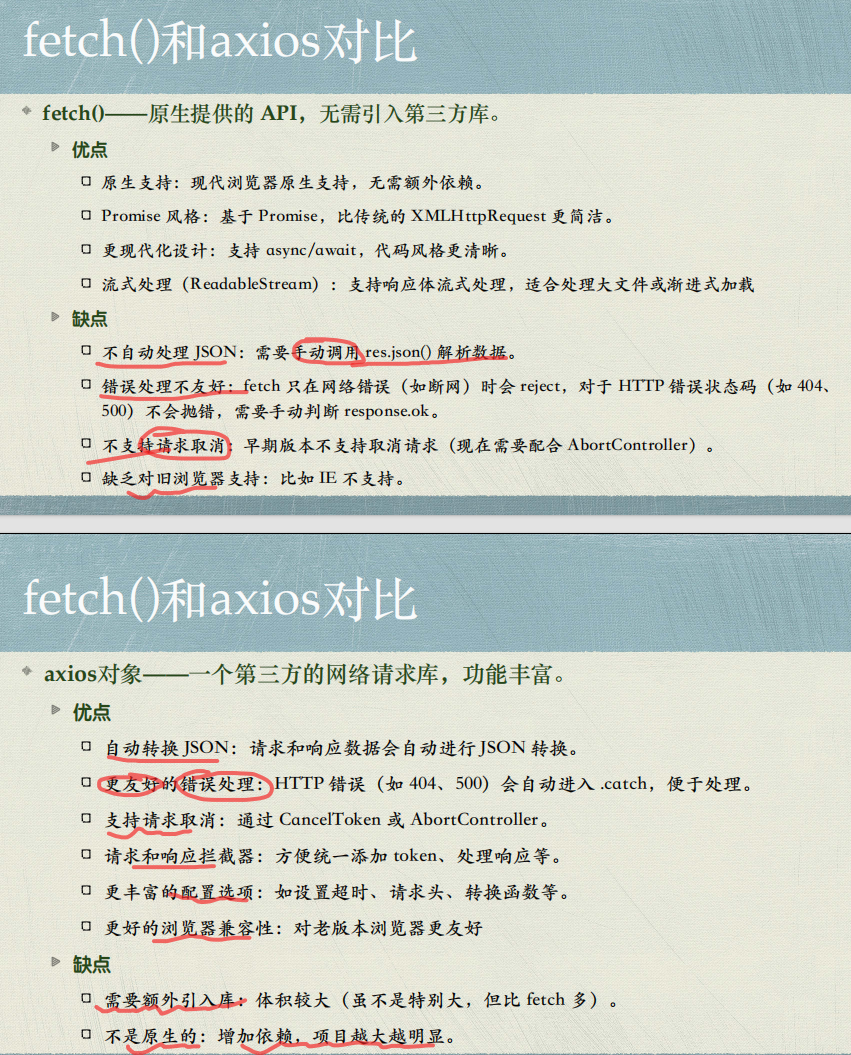 fetch()和axios对比
fetch()——原生提供的 API，无需引入第三方库。
优点
原生支持：现代浏览器原生支持，无需额外依赖。
Promise 风格：基于 Promise，比传统的 XMLHttpRequest 更简洁。
更现代化设计：支持 async/await，代码风格更清晰。
流式处理（ReadableStream）：支持响应体流式处理，适合处理大文件或渐进式加载
缺点
不自动处理 JSON：需要手动调用 res.json() 解析数据。
错误处理不友好：fetch 只在网络错误（如断网）时会 reject，对于 HTTP 错误状态码（如 404、
500）不会抛错，需要手动判断 response.ok。
不支持请求取消：早期版本不支持取消请求（现在需要配合 AbortController）。
缺乏对旧浏览器支持：比如 IE 不支持。
fetch()和axios对比
axios对象——一个第三方的网络请求库，功能丰富。
优点
自动转换 JSON：请求和响应数据会自动进行 JSON 转换。
更友好的错误处理：HTTP 错误（如 404、500）会自动进入 .catch，便于处理。
支持请求取消：通过 CancelToken 或 AbortController。
请求和响应拦截器：方便统一添加 token、处理响应等。
更丰富的配置选项：如设置超时、请求头、转换函数等。
更好的浏览器兼容性：对老版本浏览器更友好
缺点
需要额外引入库：体积较大（虽不是特别大，但比 fetch 多）。
不是原生的：增加依赖，项目越大越明显。